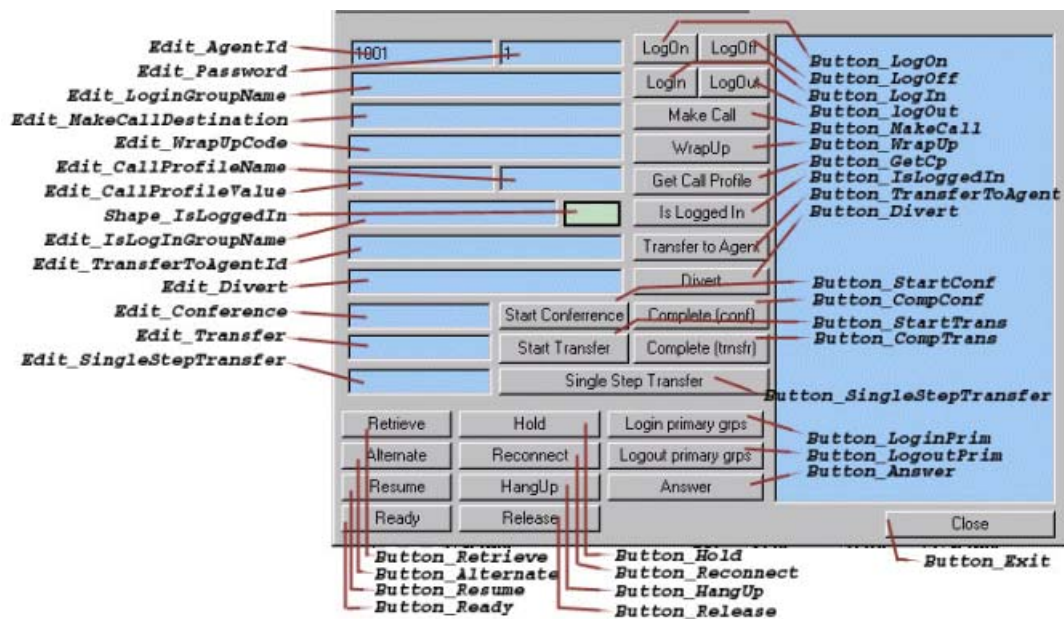 Edit_AgentId
Edit_Password
Edit_LoginGroupName
Edit_MakeCallDestination
Edit_WrapUpCode
Edit_CallProfileName
Edit_CallProfileValue
Shape_IsLoggedIn
Edit_IsLogInGroupName
Edit_TransferToAgentId
Edit_Divert
Edit_Conference
Edit_Transfer
Edit_SingleStepTransfer
1001 1
LogOn LogOff
LogIn LogOut
Make Call
WrapUp
Get Call Profile
Is Logged In
Transfer to Agent
Divert
Start Conferrence Complete (conf)
Start Transfer Complete (trnsfr)
Single Step Transfer
Retrieve Hold Login primary grps
Alternate Reconnect Logout primary grps
Resume HangUp Answer
Ready Release
Close
Button_LogOn
Button_LogOff
Button_LogIn
Button_logOut
Button_MakeCall
Button_WrapUp
Button_GetCp
Button_IsLoggedIn
Button_TransferToAgent
Button_Divert
Button_StartConf
Button_CompConf
Button_StartTrans
Button_CompTrans
Button_SingleStepTransfer
Button_LoginPrim
Button_LogoutPrim
Button_Answer
Button_Retrieve Button_Hold Button_Exit
Button_Alternate Button_Reconnect
Button_Resume Button_HangUp
Button_Ready Button_Release